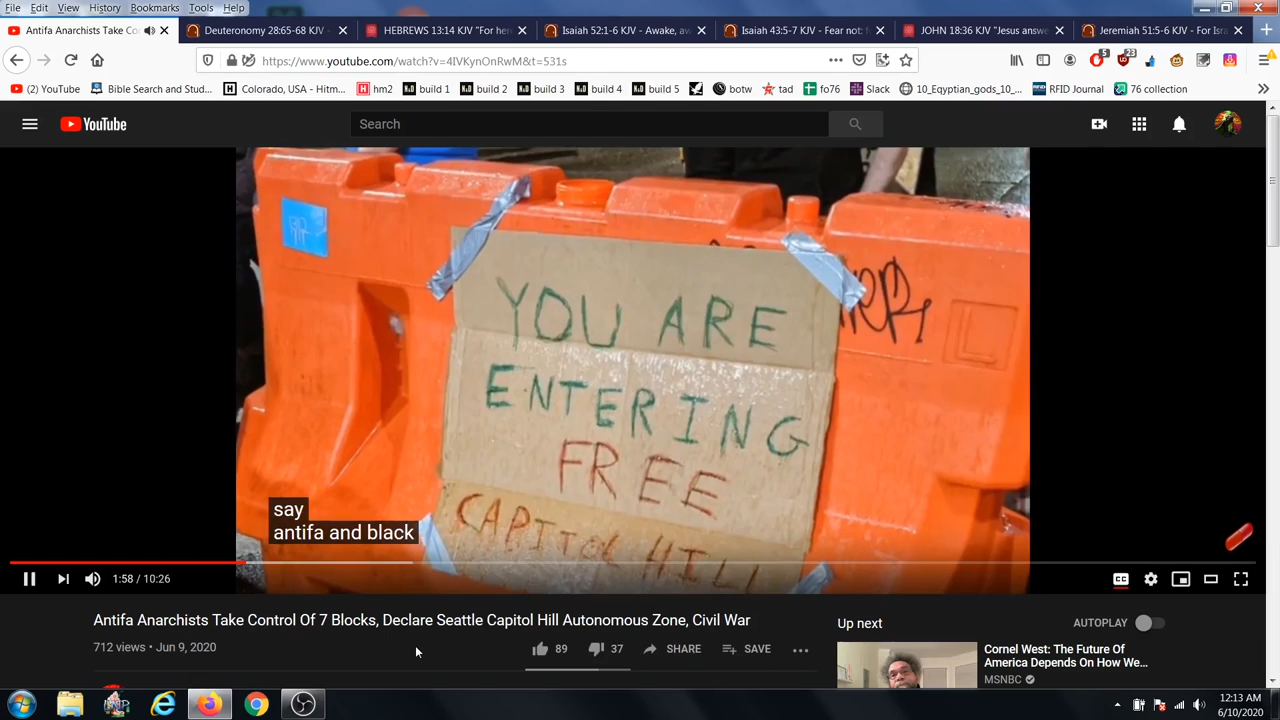 File Edit View History Bookmarks Tools Help
Antifa Anarchists Take Co
Deuteronomy 28:65-68 KJV -
HEBREWS 13:14 KJV "For here
Isaiah 52:1-6 KJV - Awake, aw
Isaiah 43:5-7 KJV - Fear not: f
JOHN 18:36 KJV "Jesus answe
Jeremiah 51:5-6 KJV - For Isra
https://www.youtube.com/watch?v=4IVKynOnRwM&t=531s
5
23
(2) YouTube
Bible Search and Stud...
Colorado, USA - Hitm...
hm2
build 1
build 2
build 3
build 4
build 5
botw
tad
fo76
Slack
10_Egyptian_gods_10_...
RFID Journal
76 collection
YouTube
Search
YOU ARE
ENTERING
FREE
CAPITOL HILL
say
antifa and black
1:58 / 10:26
CC
Antifa Anarchists Take Control Of 7 Blocks, Declare Seattle Capitol Hill Autonomous Zone, Civil War
712 views • Jun 9, 2020
89
37
SHARE
SAVE
Up next
AUTOPLAY
Cornel West: The Future Of
America Depends On How We...
MSNBC
12:13 AM
6/10/2020